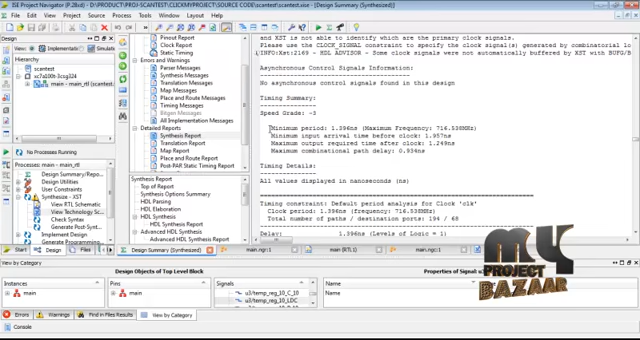 ISE Project Navigator (P.28xd) - D:\PRODUCT\PROJ-SCANTEST\CLICKMYPROJECT\SOURCE CODE\scantest\scantest.xise - [Design Summary (Synthesized)]
File Edit View Project Source Process Tools Window Layout Help
Design
View: Implementation Simulation
Hierarchy
scantest
xc7a100t-3csg324
main - main_rtl (scantest
No Processes Running
Processes: main - main_rtl
Design Summary/Reports
Design Utilities
User Constraints
Synthesize - XST
View RTL Schematic
View Technology Sc
Check Syntax
Generate Post-Synt
Implement Design
Generate Programming
Start
Design
Pinout Report
Clock Report
Static Timing
Errors and Warnings
Parser Messages
Synthesis Messages
Translation Messages
Map Messages
Place and Route Messages
Timing Messages
Bitgen Messages
All Implementation Messages
Detailed Reports
Synthesis Report
Translation Report
Map Report
Place and Route Report
Post-PAR Static Timing Report
Synthesis Report
Top of Report
Synthesis Options Summary
HDL Parsing
HDL Elaboration
HDL Synthesis
HDL Synthesis Report
Advanced HDL Synthesis
Advanced HDL Synthesis Report
and XST is not able to identify which are the primary clock signals.
Please use the CLOCK_SIGNAL constraint to specify the clock signal(s) generated by combinatorial lo
INFO:Xst:2169 - HDL ADVISOR - Some clock signals were not automatically buffered by XST with BUFG/B
Asynchronous Control Signals Information:
No asynchronous control signals found in this design
Timing Summary:
Speed Grade: -3
Minimum period: 1.396ns (Maximum Frequency: 716.538MHz)
Minimum input arrival time before clock: 1.957ns
Maximum output required time after clock: 1.249ns
Maximum combinational path delay: 0.934ns
Timing Details:
All values displayed in nanoseconds (ns)
Timing constraint: Default period analysis for Clock 'clk'
Clock period: 1.396ns (frequency: 716.538MHz)
Total number of paths / destination ports: 194 / 68
Delay: 1.396ns (Levels of Logic = 1)
Design Summary (Synthesized)
main.ngr:1
main (RTL1)
main.ngc:1
MY
PROJECT
BAZAAR
View by Category
Design Objects of Top Level Block
Properties of Signal u3
Instances
Pins
Signals
Name
main
main
u3/temp_reg_10_C_10
u3/temp_reg_10_LDC
Name
Errors
Warnings
Find in Files Results
View by Category
Console